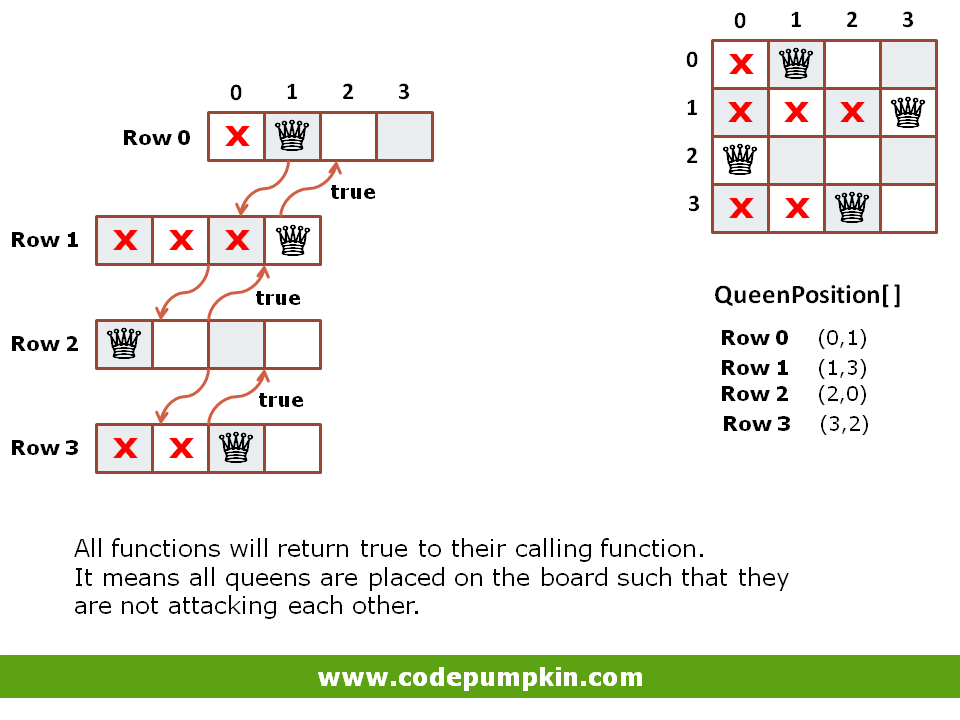 0 1 2 3
Row 0 X
true
Row 1 X X X
true
Row 2
true
Row 3 X X
0 1 2 3
0 X
1 X X X
2
3 X X
QueenPosition[ ]
Row 0 (0,1)
Row 1 (1,3)
Row 2 (2,0)
Row 3 (3,2)
All functions will return true to their calling function.
It means all queens are placed on the board such that they
are not attacking each other.
www.codepumpkin.com